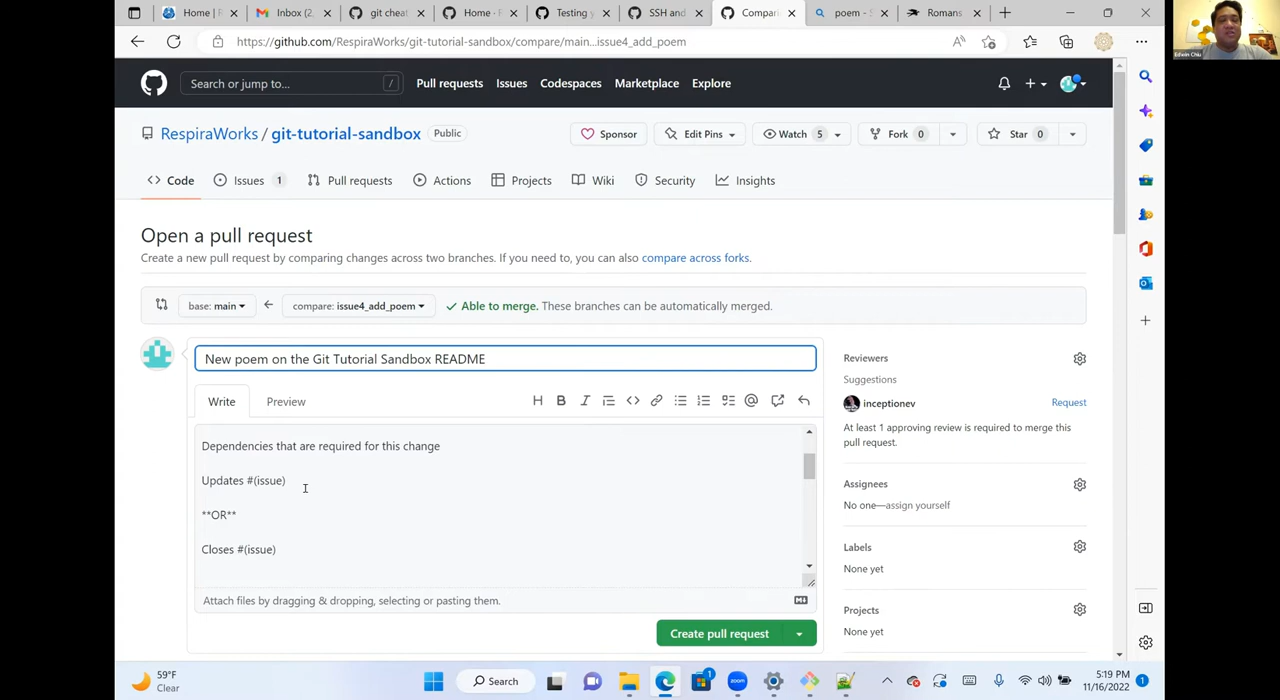 Home |
Inbox (2,
git cheat
Home ·
Testing y
SSH and
Compari
poem - S
Romans
https://github.com/RespiraWorks/git-tutorial-sandbox/compare/main...issue4_add_poem
Edwin Chiu
Search or jump to...
/
Pull requests
Issues
Codespaces
Marketplace
Explore
RespiraWorks / git-tutorial-sandbox
Public
Sponsor
Edit Pins
Watch 5
Fork 0
Star 0
Code
Issues 1
Pull requests
Actions
Projects
Wiki
Security
Insights
Open a pull request
Create a new pull request by comparing changes across two branches. If you need to, you can also compare across forks.
base: main
compare: issue4_add_poem
Able to merge. These branches can be automatically merged.
New poem on the Git Tutorial Sandbox README
Write
Preview
Dependencies that are required for this change
Updates #(issue)
**OR**
Closes #(issue)
Attach files by dragging & dropping, selecting or pasting them.
Create pull request
Reviewers
Suggestions
inceptionev
Request
At least 1 approving review is required to merge this
pull request.
Assignees
No one—assign yourself
Labels
None yet
Projects
None yet
59°F
Clear
Search
1
5:19 PM
11/16/2022
1